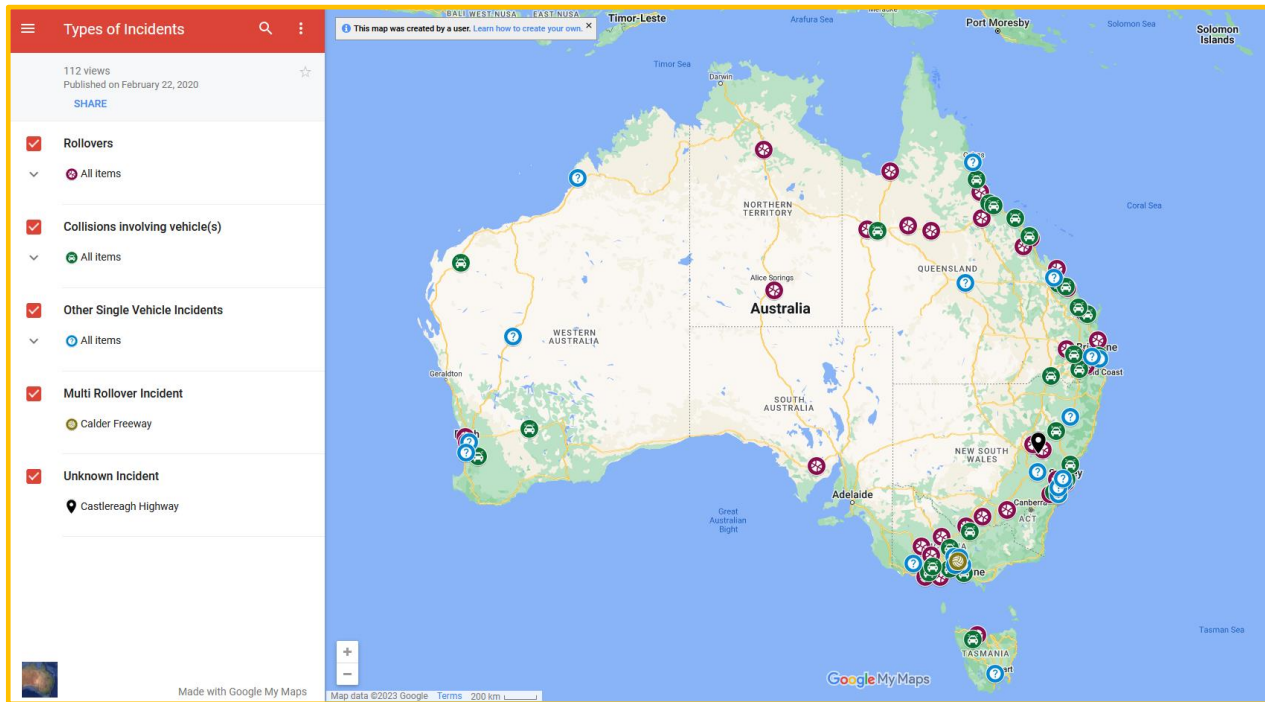 Types of Incidents
112 views
Published on February 22, 2020
SHARE
Rollovers
All items
Collisions involving vehicle(s)
All items
Other Single Vehicle Incidents
All items
Multi Rollover Incident
Calder Freeway
Unknown Incident
Castlereagh Highway
Made with Google My Maps
This map was created by a user. Learn how to create your own.
BALI WEST NUSA EAST NUSA
Timor-Leste
Arafura Sea
Port Moresby
Solomon Sea
Solomon
Islands
Timor Sea
Darwin
Coral Sea
NORTHERN
TERRITORY
QUEENSLAND
Alice Springs
Australia
WESTERN
AUSTRALIA
Geraldton
SOUTH
AUSTRALIA
NEW SOUTH
WALES
Adelaide
Great
Australian
Bight
ACT
TASMANIA
Tasman Sea
Google My Maps
Map data ©2023 Google Terms 200 km